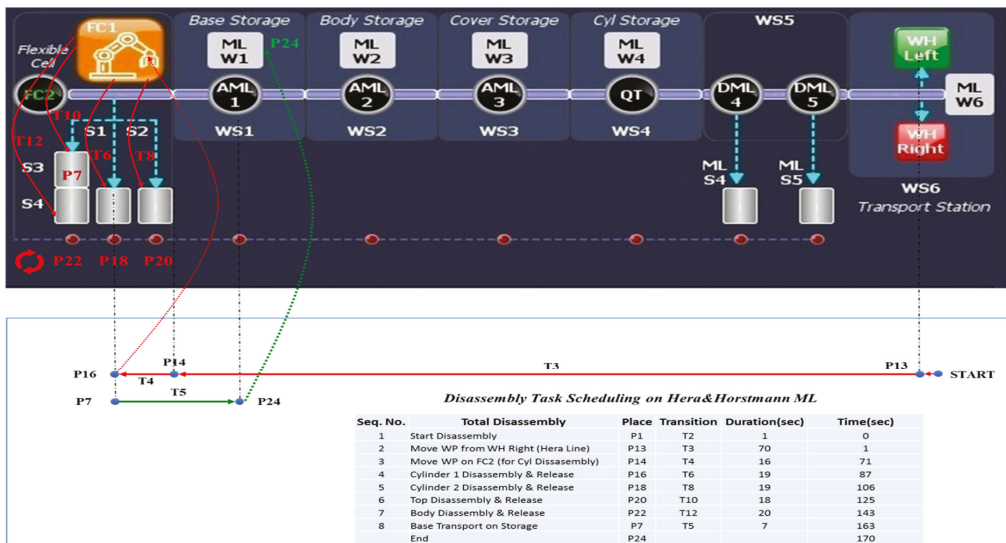 FC1
Base Storage
Body Storage
Cover Storage
Cyl Storage
WS5
Flexible
Cell
FC2
ML
W1
P24
ML
W2
ML
W3
ML
W4
WH
Left
AML
1
AML
2
AML
3
QT
DML
4
DML
5
ML
W6
T10
T12
S1
S2
WS1
WS2
WS3
WS4
WH
Right
S3
P7
T6
T8
ML
S4
ML
S5
S4
WS6
Transport Station
P22
P18
P20
P14
T3
P13
P16
T4
START
T5
P7
P24
Disassembly Task Scheduling on Hera&Horstmann ML
Seq. No. Total Disassembly Place Transition Duration(sec) Time(sec)
1 Start Disassembly P1 T2 1 0
2 Move WP from WH Right (Hera Line) P13 T3 70 1
3 Move WP on FC2 (for Cyl Dissasembly) P14 T4 16 71
4 Cylinder 1 Disassembly & Release P16 T6 19 87
5 Cylinder 2 Disassembly & Release P18 T8 19 106
6 Top Disassembly & Release P20 T10 18 125
7 Body Diassembly & Release P22 T12 20 143
8 Base Transport on Storage P7 T5 7 163
End P24 170